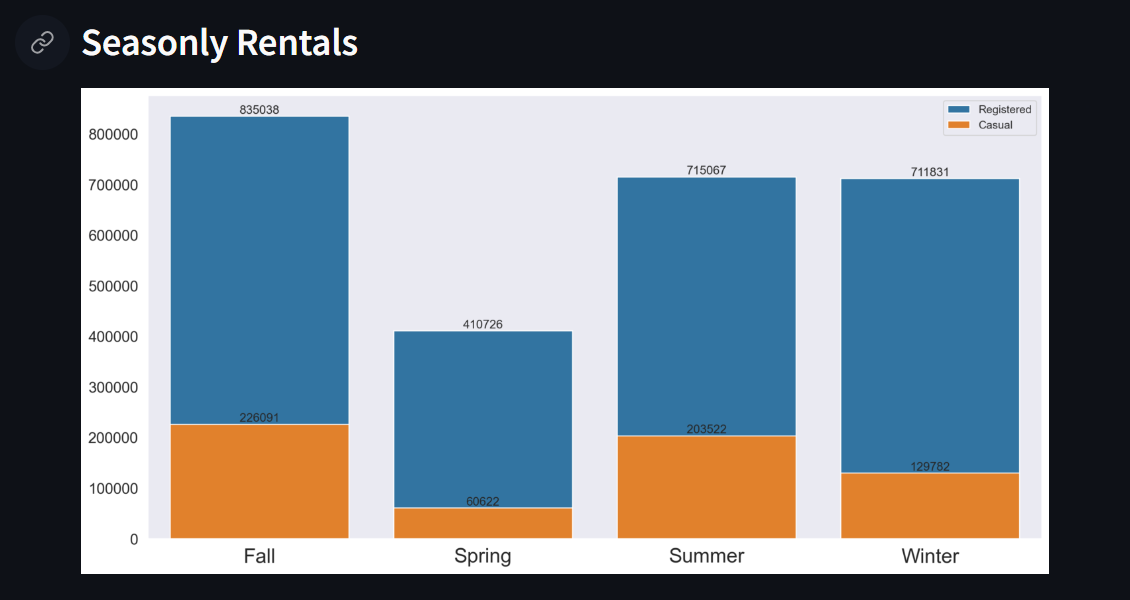 Seasonly Rentals
835038
Registered
Casual
800000
715067
711831
700000
600000
500000
410726
400000
300000
226091
203522
200000
129782
100000
60622
0
Fall
Spring
Summer
Winter